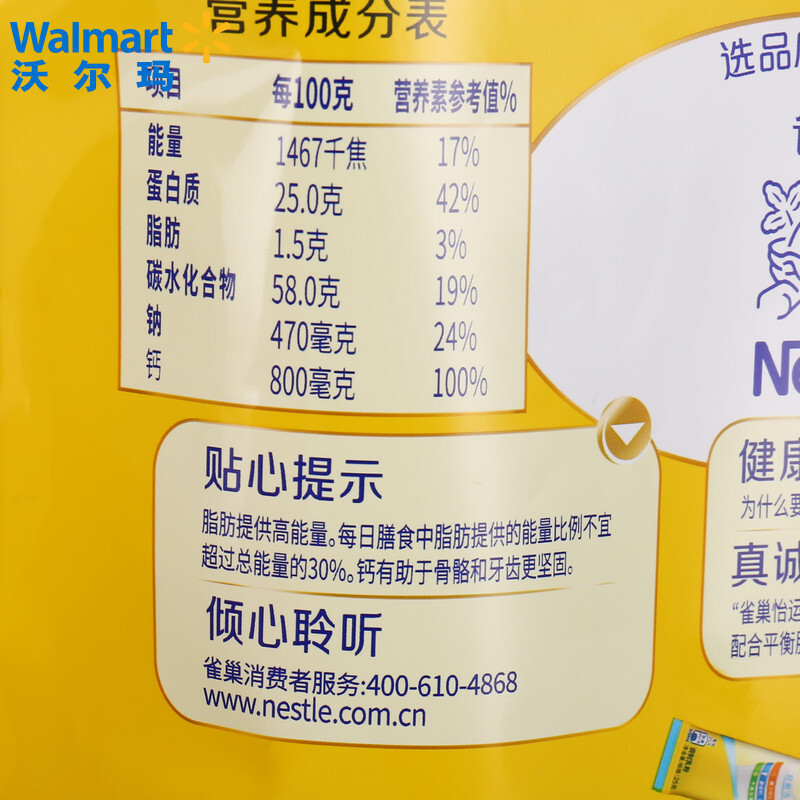 营养成分表
Walmart
沃尔玛
项目 每100克 营养素参考值%
能量 1467千焦 17%
蛋白质 25.0克 42%
脂肪 1.5克 3%
碳水化合物 58.0克 19%
钠 470毫克 24%
钙 800毫克 100%
贴心提示
脂肪提供高能量。每日膳食中脂肪提供的能量比例不宜
超过总能量的30%。钙有助于骨骼和牙齿更坚固。
倾心聆听
雀巢消费者服务:400-610-4868
www.nestle.com.cn
选品
Ne
健康
为什么要
真诚
“雀巢怡运
配合平衡